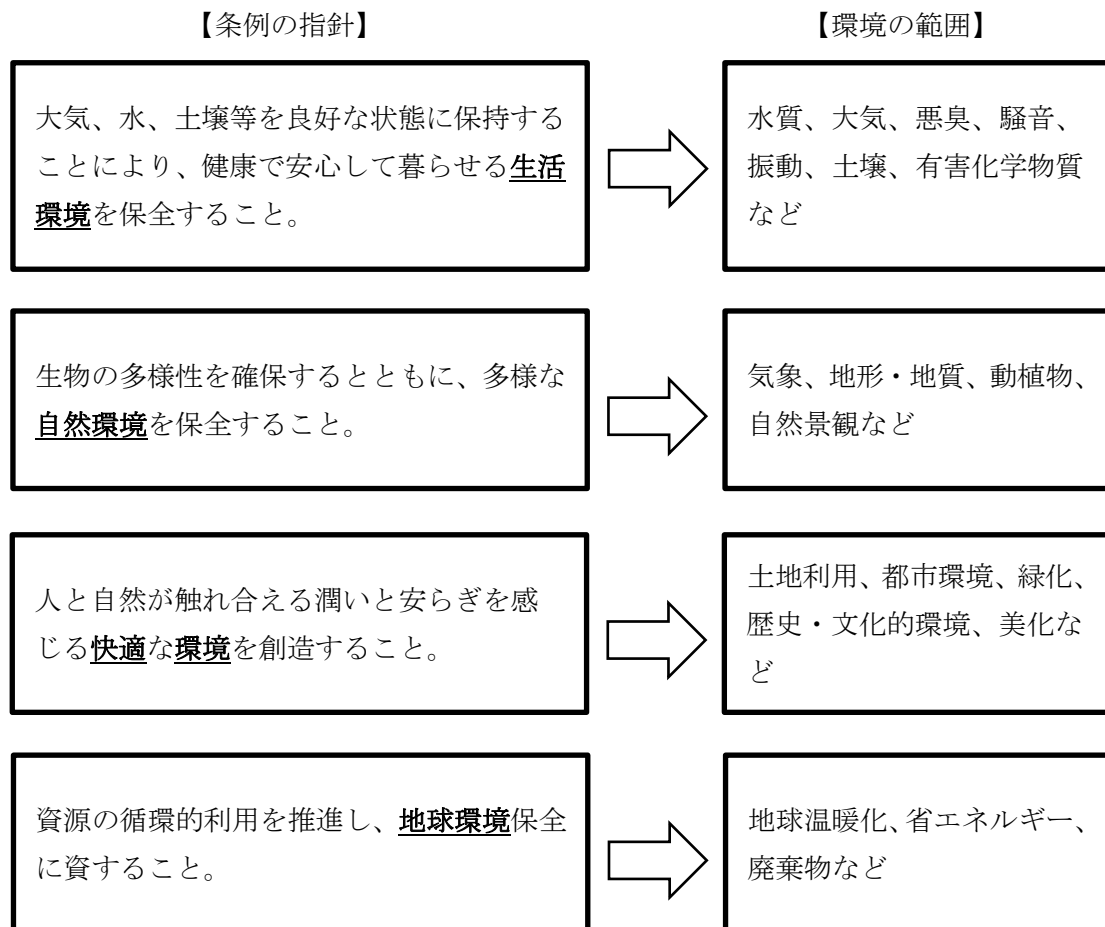 【条例の指針】
【環境の範囲】
大気、水、土壌等を良好な状態に保持する
ことにより、健康で安心して暮らせる生活
環境を保全すること。
水質、大気、悪臭、騒音、
振動、土壌、有害化学物質
など
生物の多様性を確保するとともに、多様な
自然環境を保全すること。
気象、地形・地質、動植物、
自然景観など
人と自然が触れ合える潤いと安らぎを感
じる快適な環境を創造すること。
土地利用、都市環境、緑化、
歴史・文化的環境、美化な
ど
資源の循環的利用を推進し、地球環境保全
に資すること。
地球温暖化、省エネルギー、
廃棄物など